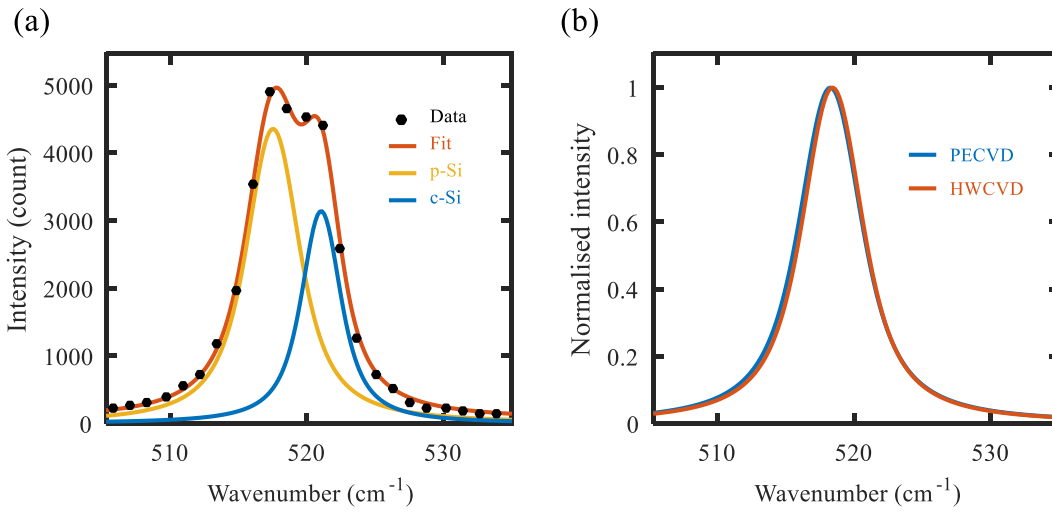 (a)
Intensity (count)
5000
4000
3000
2000
1000
0
Data
Fit
p-Si
c-Si
510
520
530
Wavenumber (cm⁻¹)
(b)
Normalised intensity
1
0.8
0.6
0.4
0.2
0
PECVD
HWCVD
510
520
530
Wavenumber (cm⁻¹)